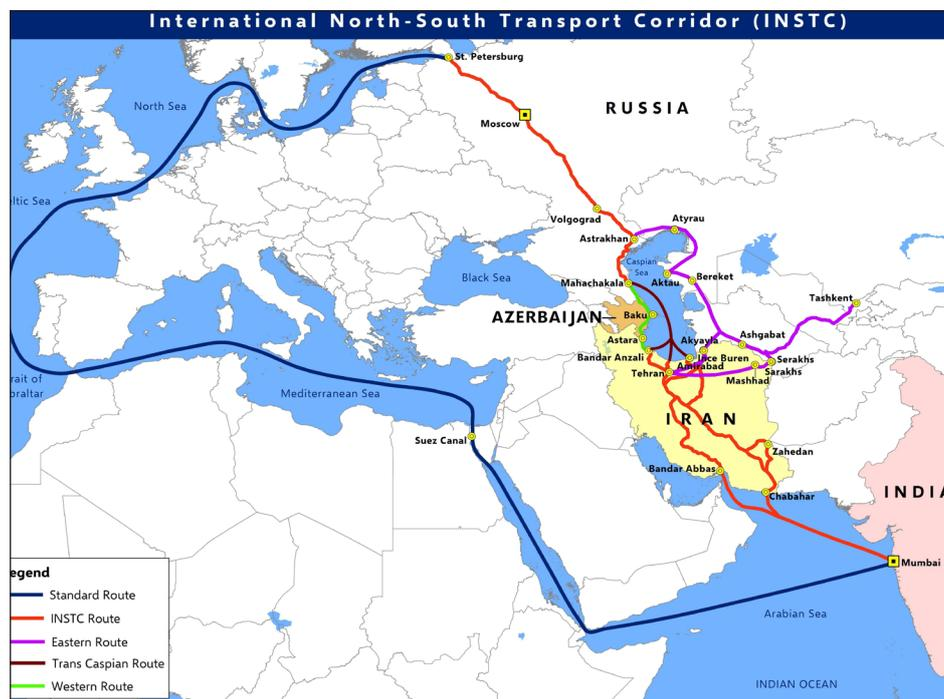 International North-South Transport Corridor (INSTC)
St. Petersburg
North Sea
RUSSIA
Moscow
ltic Sea
Volgograd
Atyrau
Astrakhan
Caspian
Sea
Black Sea
Mahachakala
Aktau
Bereket
Tashkent
AZERBAIJAN
Baku
Astara
Akyayla
Ashgabat
Bandar Anzali
Ince Buren
Serakhs
Amirabad
Sarakhs
Tehran
Mashhad
rait of
braltar
Mediterranean Sea
IRAN
Suez Canal
Zahedan
Bandar Abbas
Chabahar
INDIA
Mumbai
egend
Standard Route
INSTC Route
Eastern Route
Trans Caspian Route
Western Route
Arabian Sea
INDIAN OCEAN